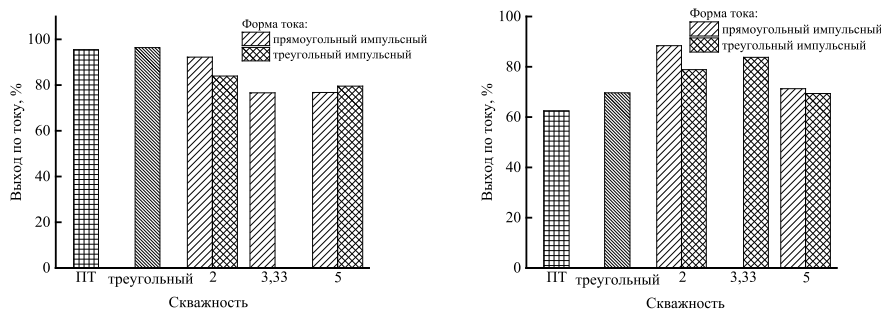 Форма тока:
прямоугольный импульсный
треугольный импульсный
Выход по току, %
100
80
60
40
20
0
ПТ треугольный 2 3,33 5
Скважность
Форма тока:
прямоугольный импульсный
треугольный импульсный
Выход по току, %
100
80
60
40
20
0
ПТ треугольный 2 3,33 5
Скважность